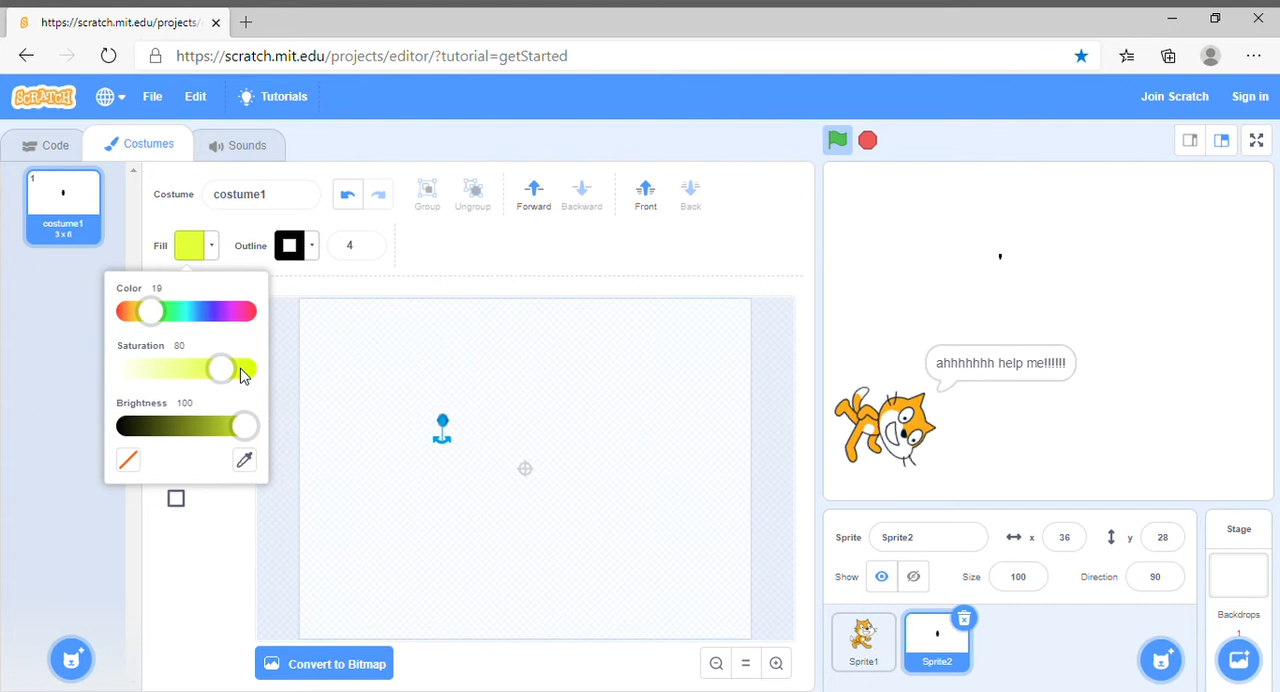 https://scratch.mit.edu/projects/
https://scratch.mit.edu/projects/editor/?tutorial=getStarted
SCRATCH File Edit Tutorials Join Scratch Sign in
Code Costumes Sounds
1
costume1
3 x 6
Costume costume1 Group Ungroup Forward Backward Front Back
Fill Outline 4
Color 19
Saturation 80
Brightness 100
Convert to Bitmap
ahhhhhhh help me!!!!!!
Sprite Sprite2 x 36 y 28
Show Size 100 Direction 90
Sprite1 Sprite2
Stage
Backdrops
1